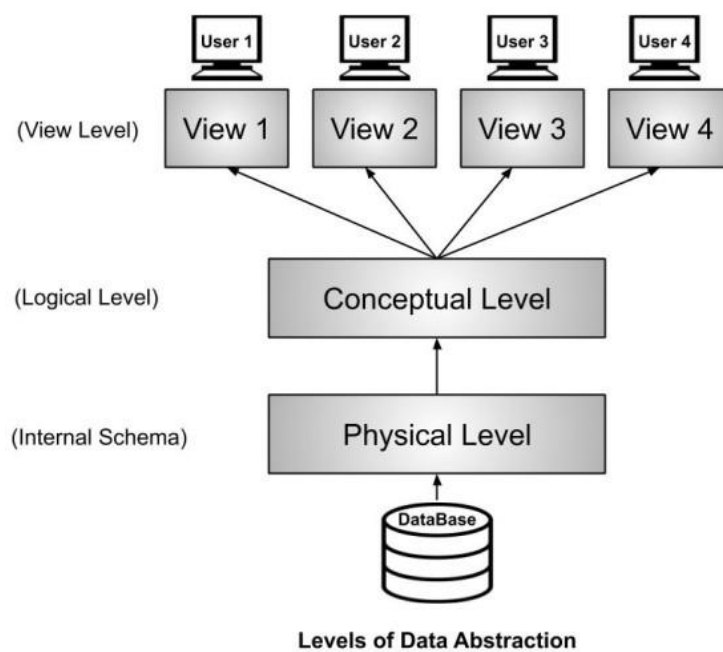 User 1
User 2
User 3
User 4
(View Level)
View 1
View 2
View 3
View 4
(Logical Level)
Conceptual Level
(Internal Schema)
Physical Level
DataBase
Levels of Data Abstraction